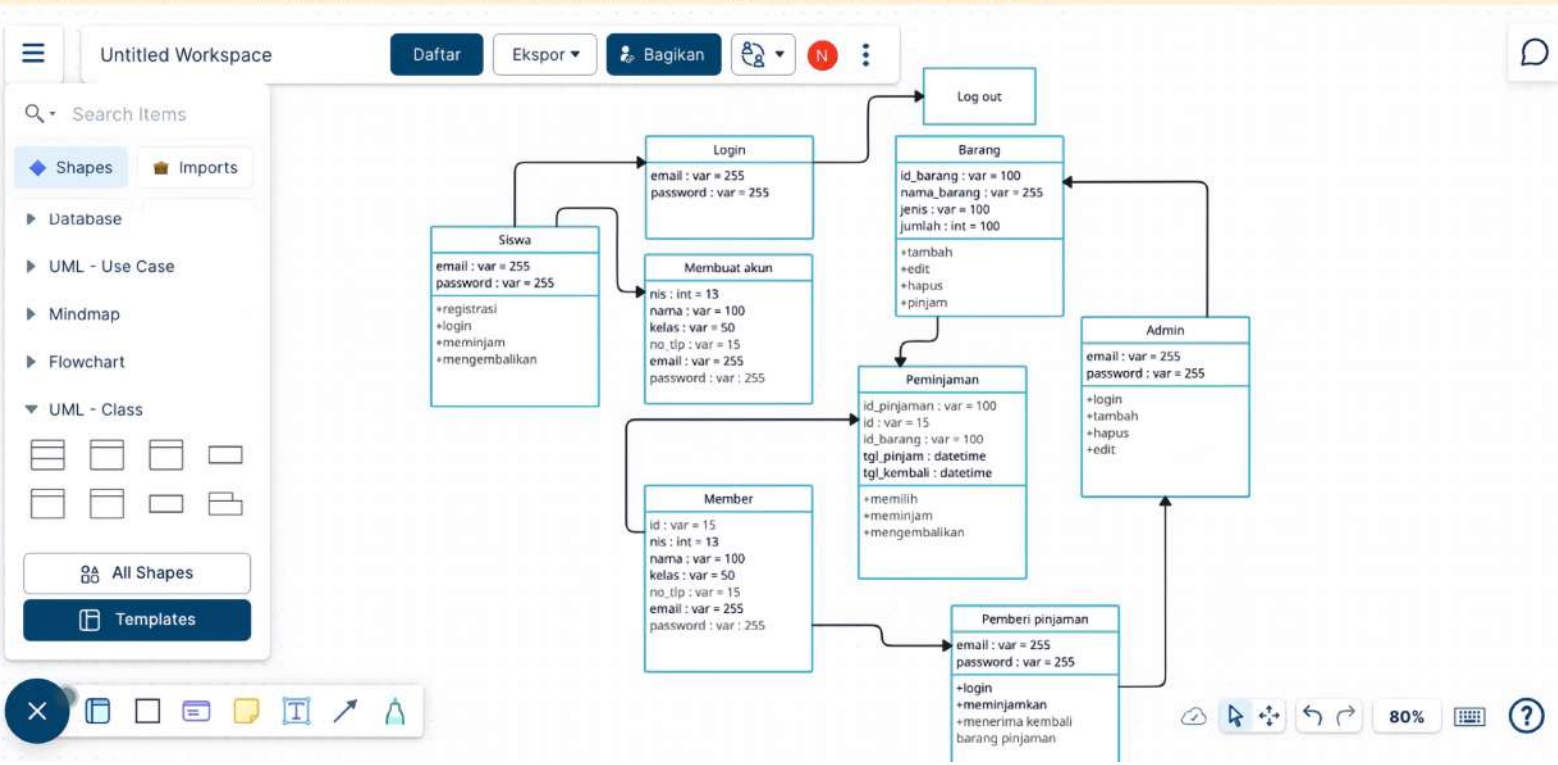 Untitled Workspace
Daftar
Ekspor
Bagikan
N
Search Items
Shapes
Imports
Database
UML - Use Case
Mindmap
Flowchart
UML - Class
All Shapes
Templates
Log out
Login
email : var = 255
password : var = 255
Barang
id_barang : var = 100
nama_barang : var = 255
jenis : var = 100
jumlah : int = 100
+tambah
+edit
+hapus
+pinjam
Siswa
email : var = 255
password : var = 255
+registrasi
+login
+meminjam
+mengembalikan
Membuat akun
nis : int = 13
nama : var = 100
kelas : var = 50
no_tlp : var = 15
email : var = 255
password : var : 255
Admin
email : var = 255
password : var = 255
+login
+tambah
+hapus
+edit
Peminjaman
id_pinjaman : var = 100
id : var = 15
id_barang : var = 100
tgl_pinjam : datetime
tgl_kembali : datetime
+memilih
+meminjam
+mengembalikan
Member
id : var = 15
nis : int = 13
nama : var = 100
kelas : var = 50
no_tlp : var = 15
email : var = 255
password : var : 255
Pemberi pinjaman
email : var = 255
password : var = 255
+login
+meminjamkan
+menerima kembali
barang pinjaman
80%
?